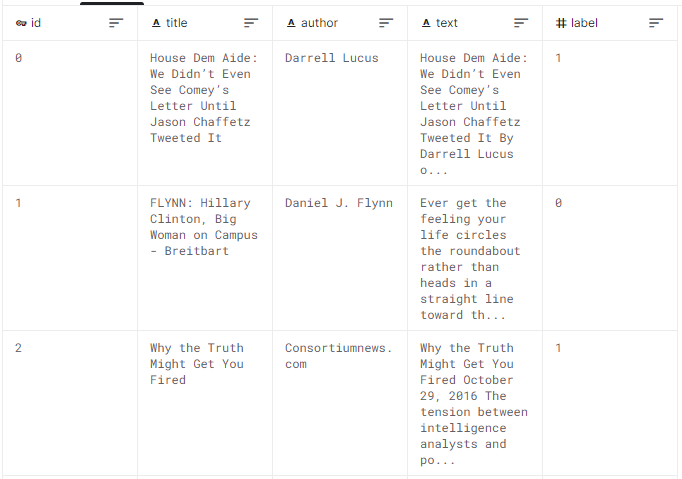 id
title
author
text
label
0
House Dem Aide:
We Didn’t Even
See Comey’s
Letter Until
Jason Chaffetz
Tweeted It
Darrell Lucus
House Dem Aide:
We Didn’t Even
See Comey’s
Letter Until
Jason Chaffetz
Tweeted It By
Darrell Lucus
o...
1
1
FLYNN: Hillary
Clinton, Big
Woman on Campus
- Breitbart
Daniel J. Flynn
Ever get the
feeling your
life circles
the roundabout
rather than
heads in a
straight line
toward th...
0
2
Why the Truth
Might Get You
Fired
Consortiumnews.
com
Why the Truth
Might Get You
Fired October
29, 2016 The
tension between
intelligence
analysts and
po...
1